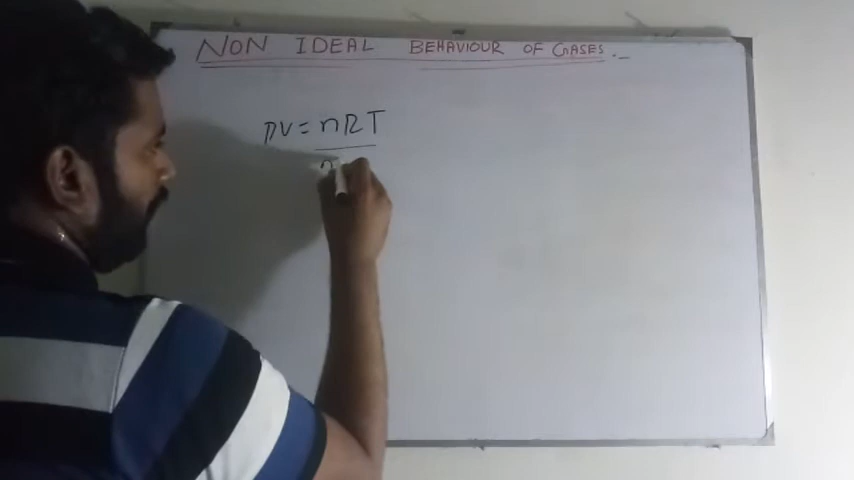 NON IDEAL BEHAVIOUR OF GASES.
PV = nRT
n